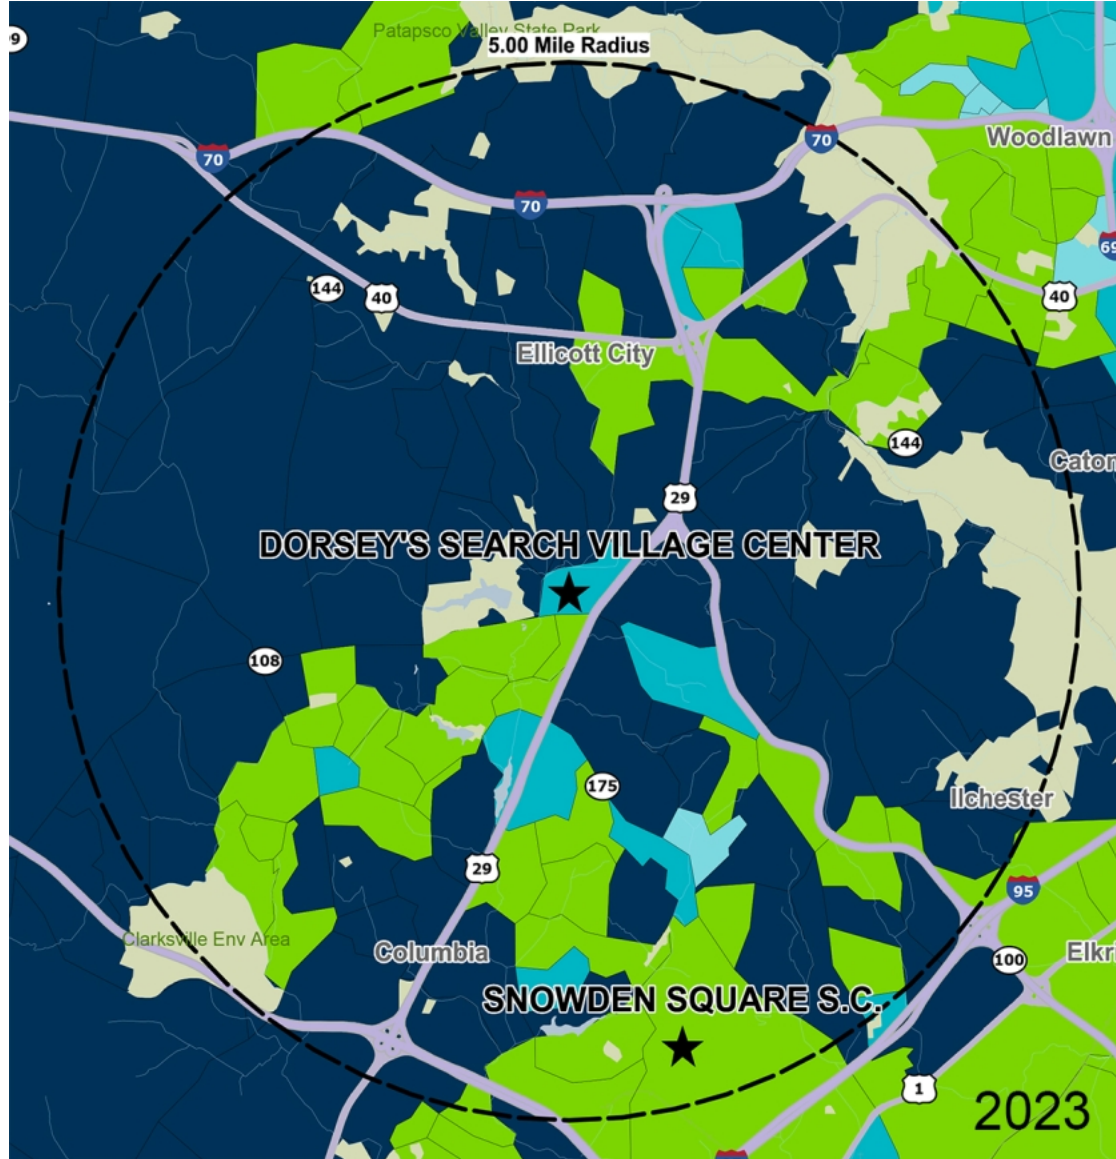 Patapsco Valley State Park
5.00 Mile Radius
70
70
Woodlawn
70
144
40
40
Ellicott City
144
29
DORSEY'S SEARCH VILLAGE CENTER
108
175
Ilchester
29
95
Clarksville Env Area
Columbia
100
SNOWDEN SQUARE S.C.
1
2023